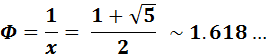 Φ = 1/x = (1 + √5)/2 ~ 1.618 ...